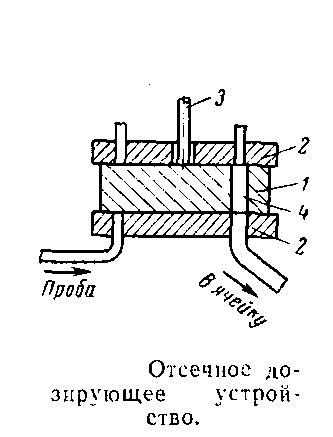 3
2
1
4
2
Проба
В ячейку
Отсечное до-
зирующее устрой-
ство.